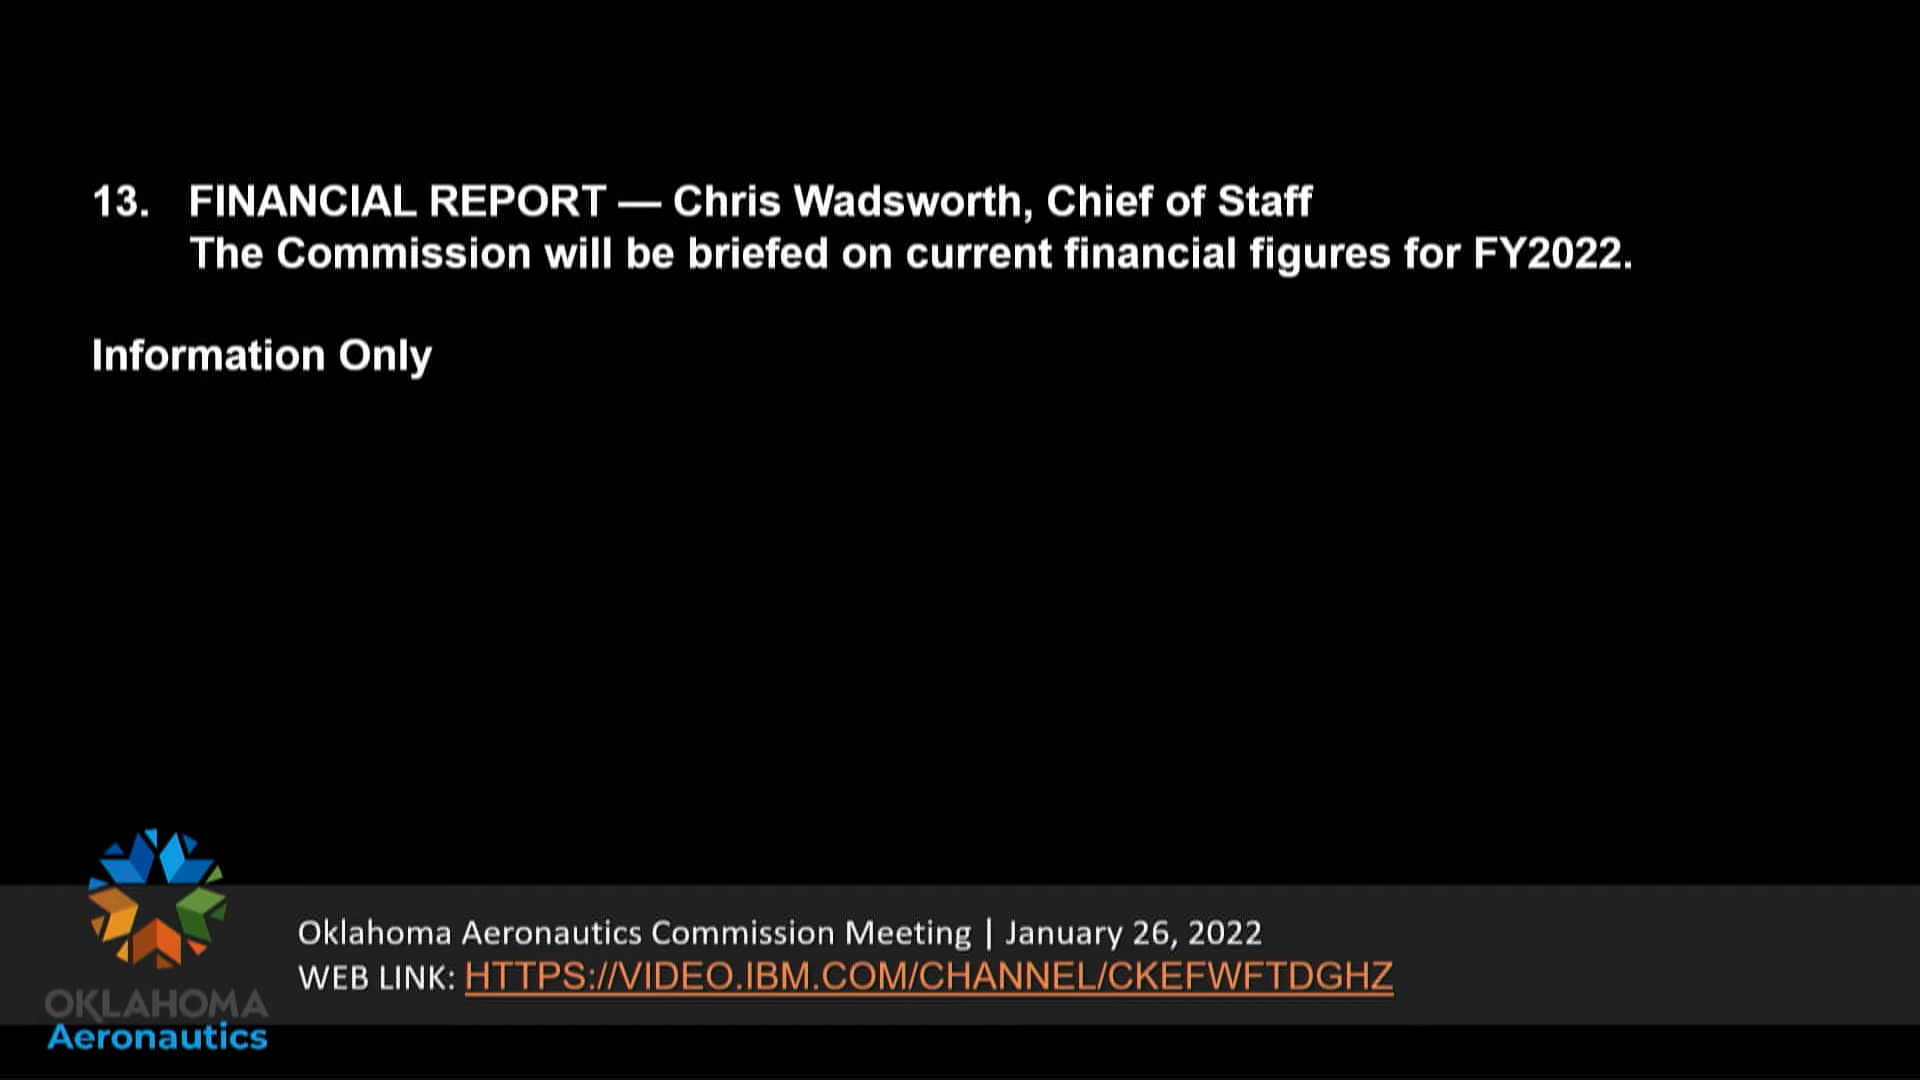 13. FINANCIAL REPORT — Chris Wadsworth, Chief of Staff
The Commission will be briefed on current financial figures for FY2022.
Information Only
Oklahoma Aeronautics Commission Meeting | January 26, 2022
WEB LINK: HTTPS://VIDEO.IBM.COM/CHANNEL/CKEFWFTDGHZ
OKLAHOMA
Aeronautics